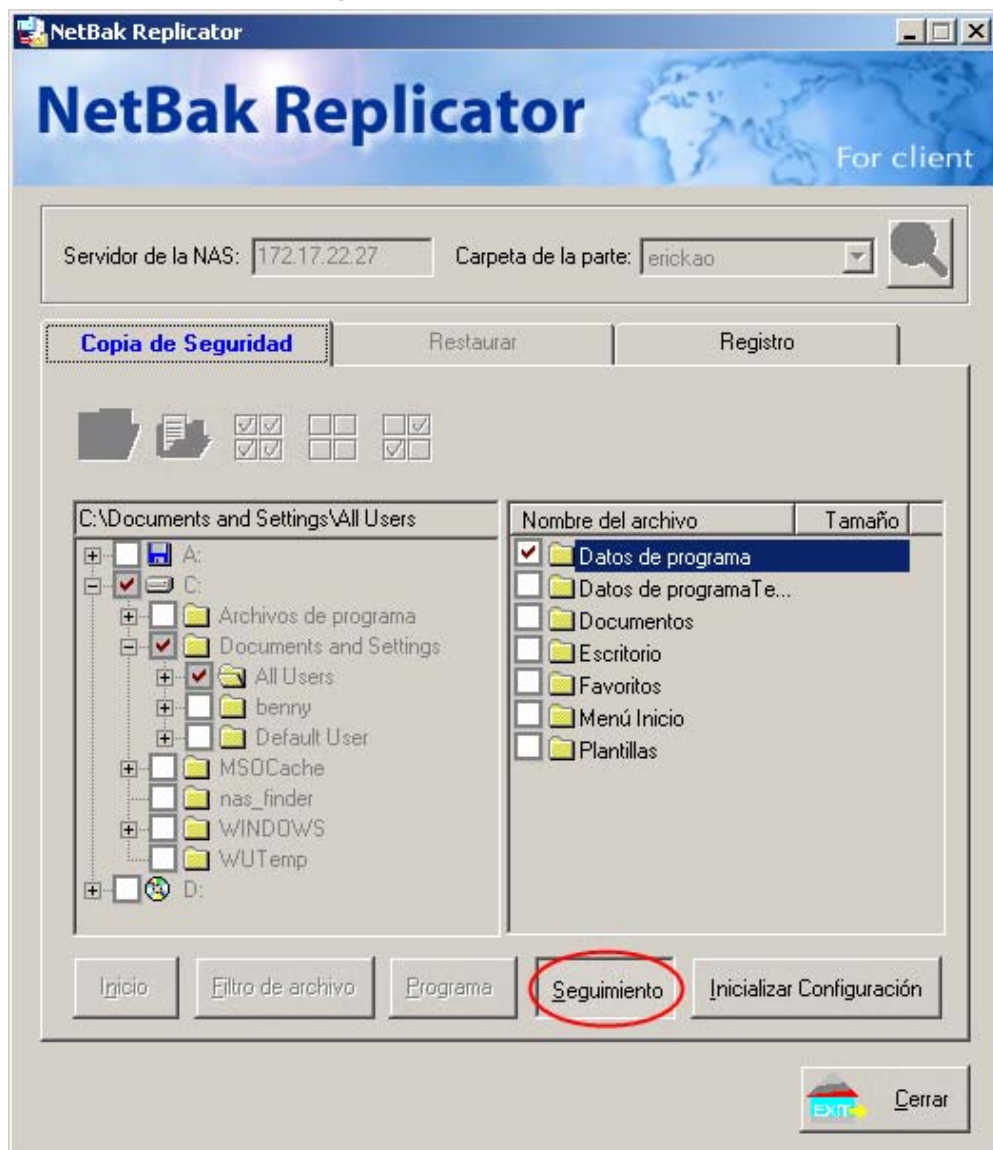 NetBak Replicator
NetBak Replicator
For client
Servidor de la NAS: 172.17.22.27 Carpeta de la parte: erickao
Copia de Seguridad Restaurar Registro
C:\Documents and Settings\All Users
A:
C:
Archivos de programa
Documents and Settings
All Users
benny
Default User
MSOCache
nas_finder
WINDOWS
WUTemp
D:
Nombre del archivo Tamaño
Datos de programa
Datos de programaTe...
Documentos
Escritorio
Favoritos
Menú Inicio
Plantillas
Inicio Filtro de archivo Programa Seguimiento Inicializar Configuración
EXIT Cerrar